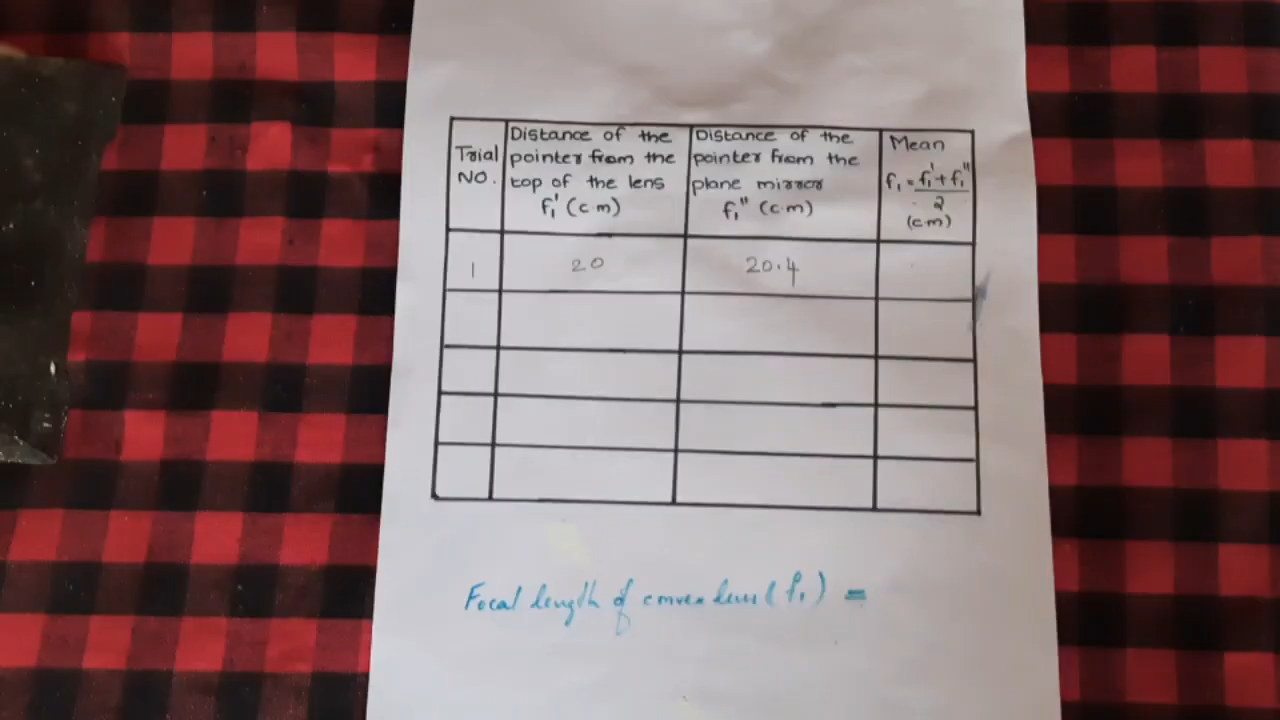 Trial
NO.
Distance of the
pointer from the
top of the lens
f₁' (c.m)
Distance of the
pointer from the
plane mirror
f₁" (c.m)
Mean
f₁ = f₁' + f₁"
2
(cm)
1
20
20.4
Focal length of convex lens (f₁) =